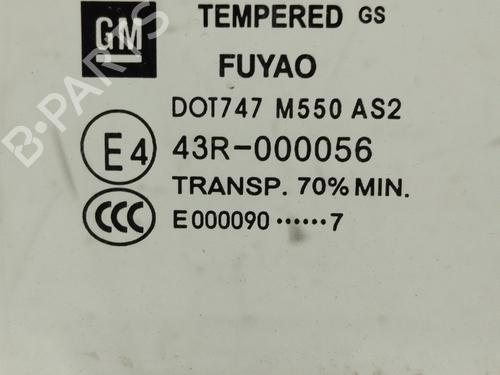 GM TEMPERED GS
FUYAO
DOT747 M550 AS2
E4 43R-000056
TRANSP. 70% MIN.
CCC E000090 ······7
B-PARTS